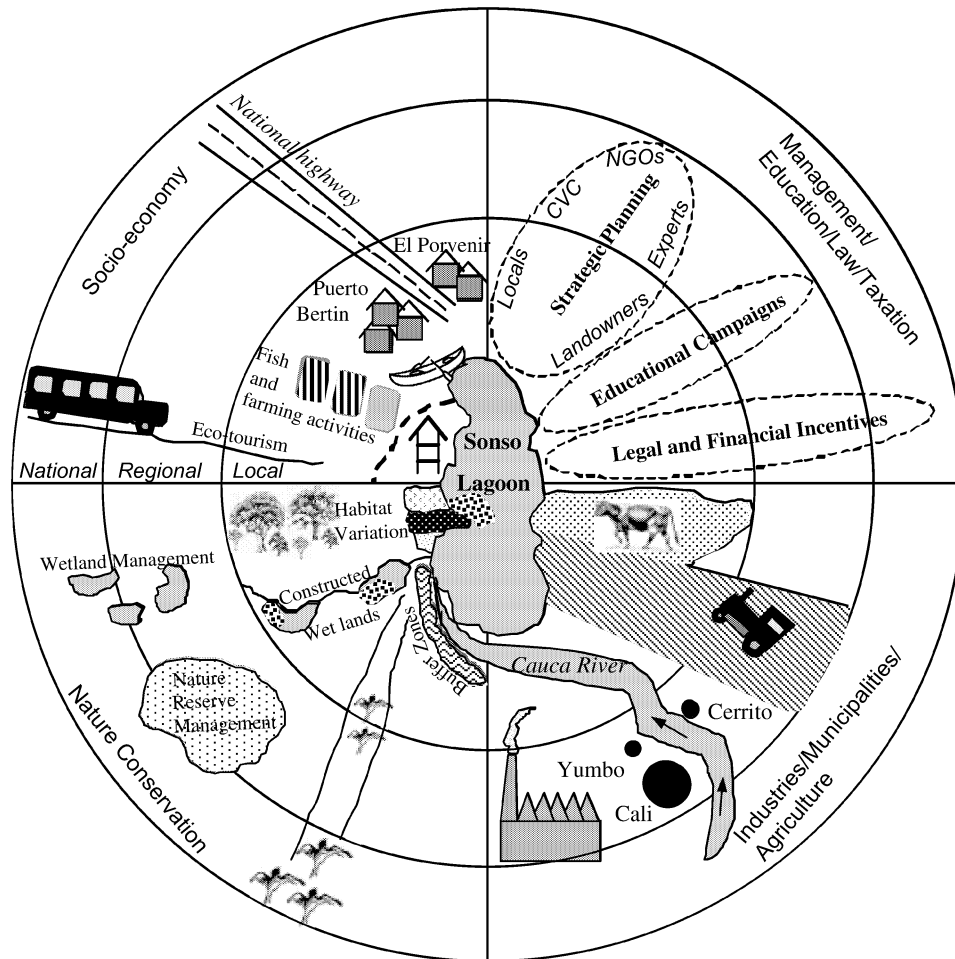 National highway
Socio-economy
El Porvenir
Puerto
Bertin
Fish
and
farming activities
Eco-tourism
National
Regional
Local
NGOs
CVC
Locals
Strategic Planning
Experts
Landowners
Management/
Education/Law/Taxation
Educational Campaigns
Legal and Financial Incentives
Sonso
Lagoon
Habitat
Variation
Wetland Management
Constructed
Wet lands
Buffer Zones
Nature
Reserve
Management
Nature Conservation
Cauca River
Cerrito
Yumbo
Cali
Industries/Municipalities/
Agriculture